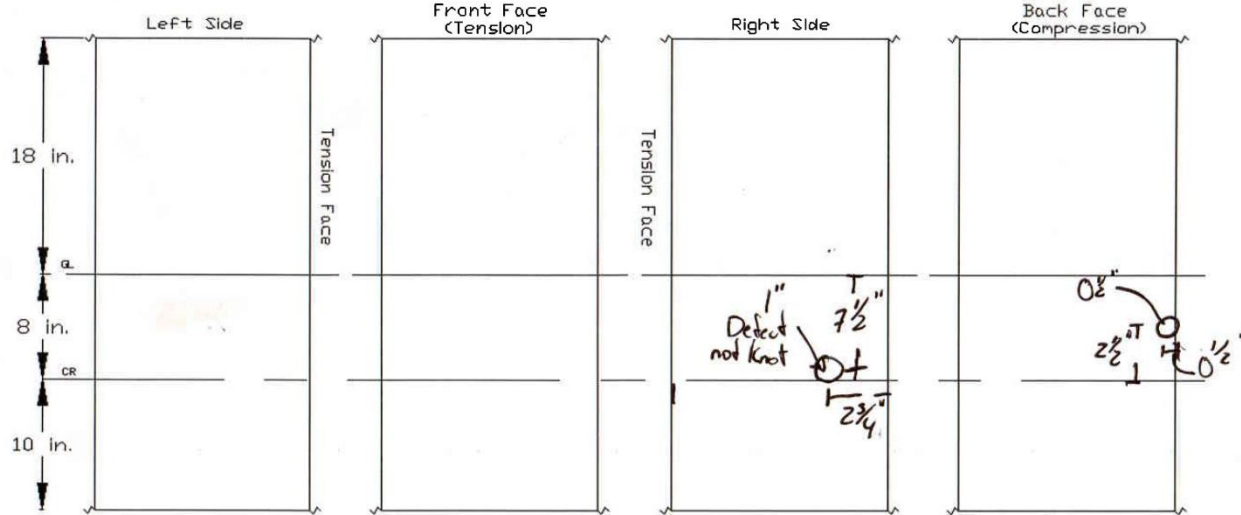 Left Side
Front Face
(Tension)
Right Side
Back Face
(Compression)
Tension Face
Tension Face
18 in.
GL
8 in.
CR
10 in.
1"
Defect
not Knot
7 1/2"
2 3/4"
0 1/2"
2 1/2"
0 1/2"